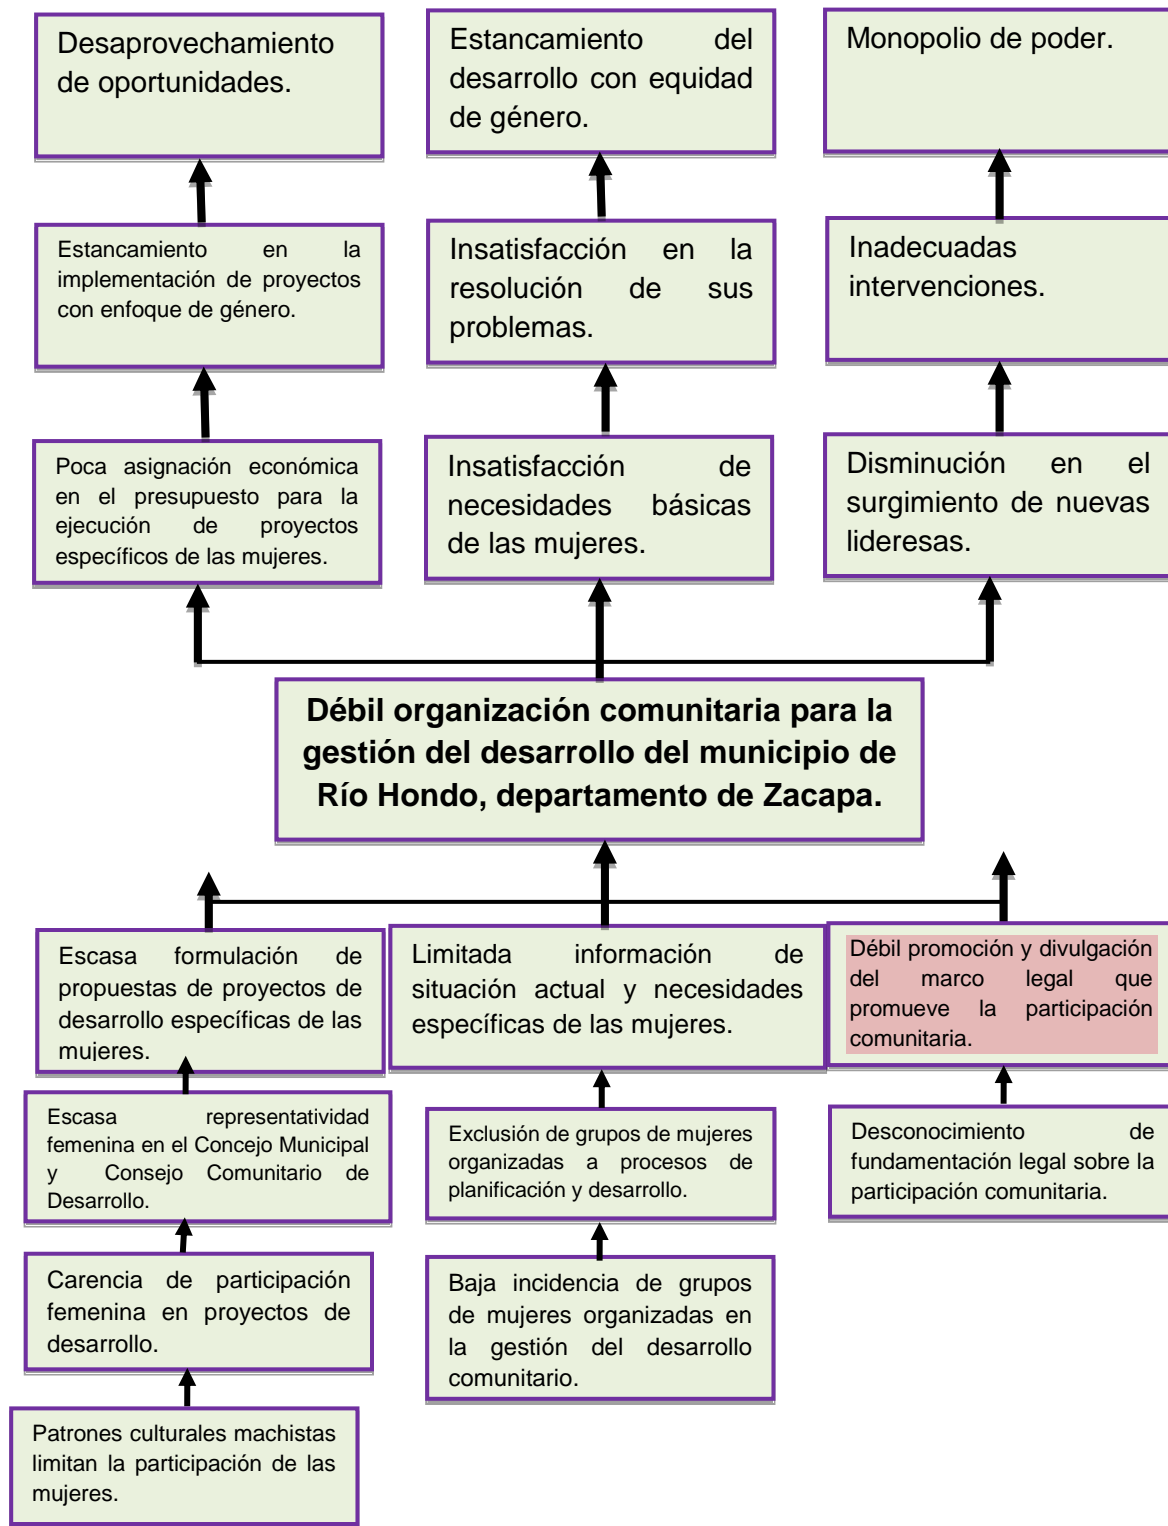 Desaprovechamiento
de oportunidades.
Estancamiento del
desarrollo con equidad
de género.
Monopolio de poder.
Estancamiento en la
implementación de proyectos
con enfoque de género.
Insatisfacción en la
resolución de sus
problemas.
Inadecuadas
intervenciones.
Poca asignación económica
en el presupuesto para la
ejecución de proyectos
específicos de las mujeres.
Insatisfacción de
necesidades básicas
de las mujeres.
Disminución en el
surgimiento de nuevas
lideresas.
Débil organización comunitaria para la
gestión del desarrollo del municipio de
Río Hondo, departamento de Zacapa.
Escasa formulación de
propuestas de proyectos de
desarrollo específicas de las
mujeres.
Limitada información de
situación actual y necesidades
específicas de las mujeres.
Débil promoción y divulgación
del marco legal que
promueve la participación
comunitaria.
Escasa representatividad
femenina en el Concejo Municipal
y Consejo Comunitario de
Desarrollo.
Exclusión de grupos de mujeres
organizadas a procesos de
planificación y desarrollo.
Desconocimiento de
fundamentación legal sobre la
participación comunitaria.
Carencia de participación
femenina en proyectos de
desarrollo.
Baja incidencia de grupos
de mujeres organizadas en
la gestión del desarrollo
comunitario.
Patrones culturales machistas
limitan la participación de las
mujeres.